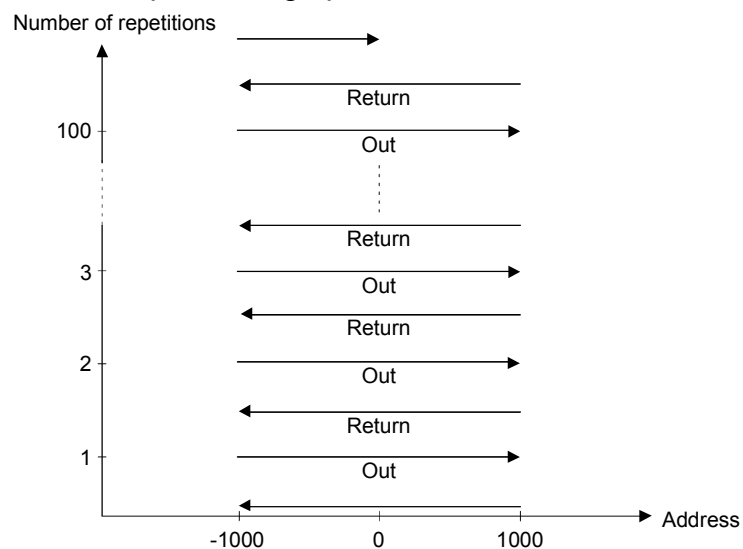 Number of repetitions
Return
100
Out
Return
3
Out
Return
2
Out
Return
1
Out
Address
-1000 0 1000